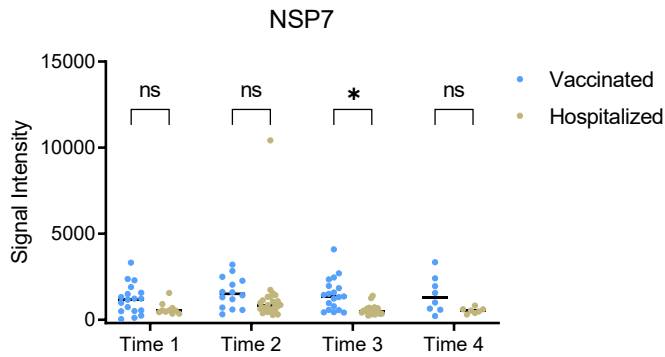 NSP7
15000
10000
5000
0
Signal Intensity
ns
ns
*
ns
Vaccinated
Hospitalized
Time 1
Time 2
Time 3
Time 4